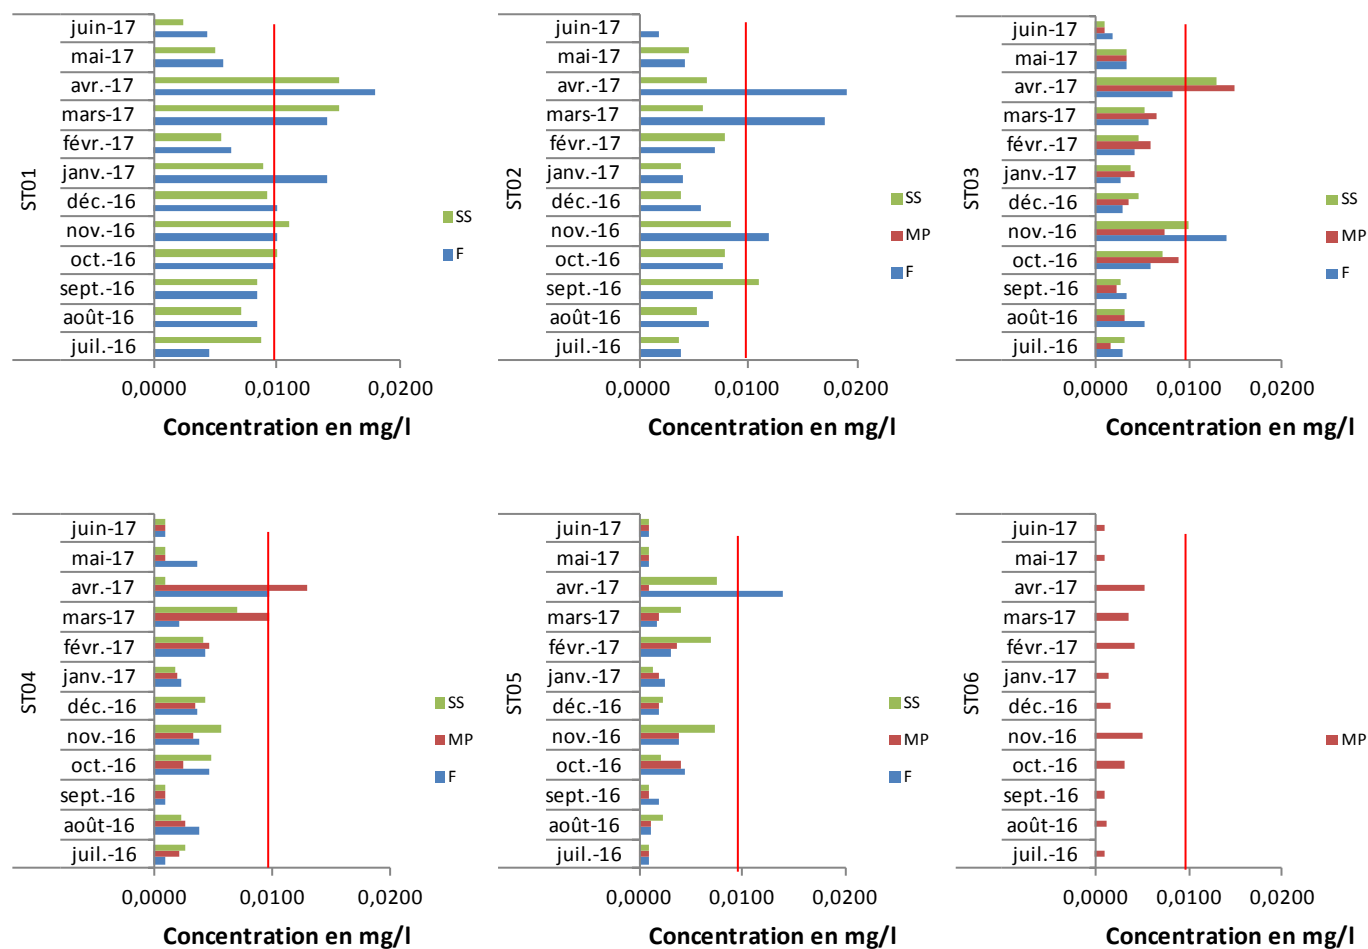 ST01
juin-17
mai-17
avr.-17
mars-17
févr.-17
janv.-17
déc.-16
nov.-16
oct.-16
sept.-16
août-16
juil.-16
SS
F
0,0000 0,0100 0,0200
Concentration en mg/l
ST02
juin-17
mai-17
avr.-17
mars-17
févr.-17
janv.-17
déc.-16
nov.-16
oct.-16
sept.-16
août-16
juil.-16
SS
MP
F
0,0000 0,0100 0,0200
Concentration en mg/l
ST03
juin-17
mai-17
avr.-17
mars-17
févr.-17
janv.-17
déc.-16
nov.-16
oct.-16
sept.-16
août-16
juil.-16
SS
MP
F
0,0000 0,0100 0,0200
Concentration en mg/l
ST04
juin-17
mai-17
avr.-17
mars-17
févr.-17
janv.-17
déc.-16
nov.-16
oct.-16
sept.-16
août-16
juil.-16
SS
MP
F
0,0000 0,0100 0,0200
Concentration en mg/l
ST05
juin-17
mai-17
avr.-17
mars-17
févr.-17
janv.-17
déc.-16
nov.-16
oct.-16
sept.-16
août-16
juil.-16
SS
MP
F
0,0000 0,0100 0,0200
Concentration en mg/l
ST06
juin-17
mai-17
avr.-17
mars-17
févr.-17
janv.-17
déc.-16
nov.-16
oct.-16
sept.-16
août-16
juil.-16
MP
0,0000 0,0100 0,0200
Concentration en mg/l